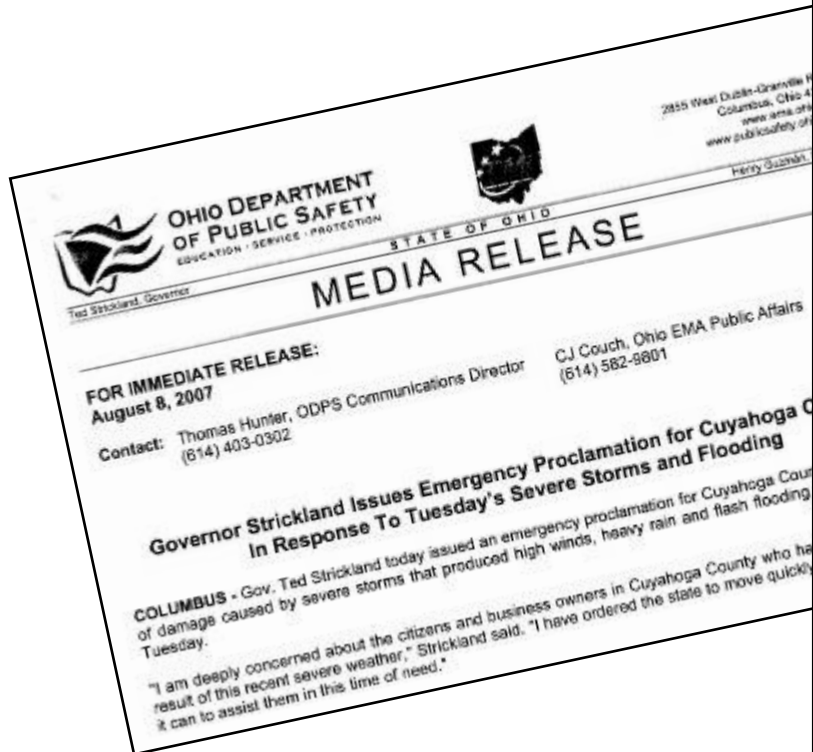 2855 West Dublin-Granville
Columbus, Ohio
www.ema.ohi
www.publicsafety.oh
OHIO DEPARTMENT
OF PUBLIC SAFETY
EDUCATION · SERVICE · PROTECTION
Henry Guzmán,
STATE OF OHIO
Ted Strickland, Governor
MEDIA RELEASE
FOR IMMEDIATE RELEASE:
August 8, 2007
Contact: Thomas Hunter, ODPS Communications Director
(614) 403-0302
CJ Couch, Ohio EMA Public Affairs
(614) 582-9801
Governor Strickland Issues Emergency Proclamation for Cuyahoga C
In Response To Tuesday's Severe Storms and Flooding
COLUMBUS - Gov. Ted Strickland today issued an emergency proclamation for Cuyahoga Coun
of damage caused by severe storms that produced high winds, heavy rain and flash flooding
Tuesday.
"I am deeply concerned about the citizens and business owners in Cuyahoga County who ha
result of this recent severe weather," Strickland said. "I have ordered the state to move quickly
it can to assist them in this time of need."